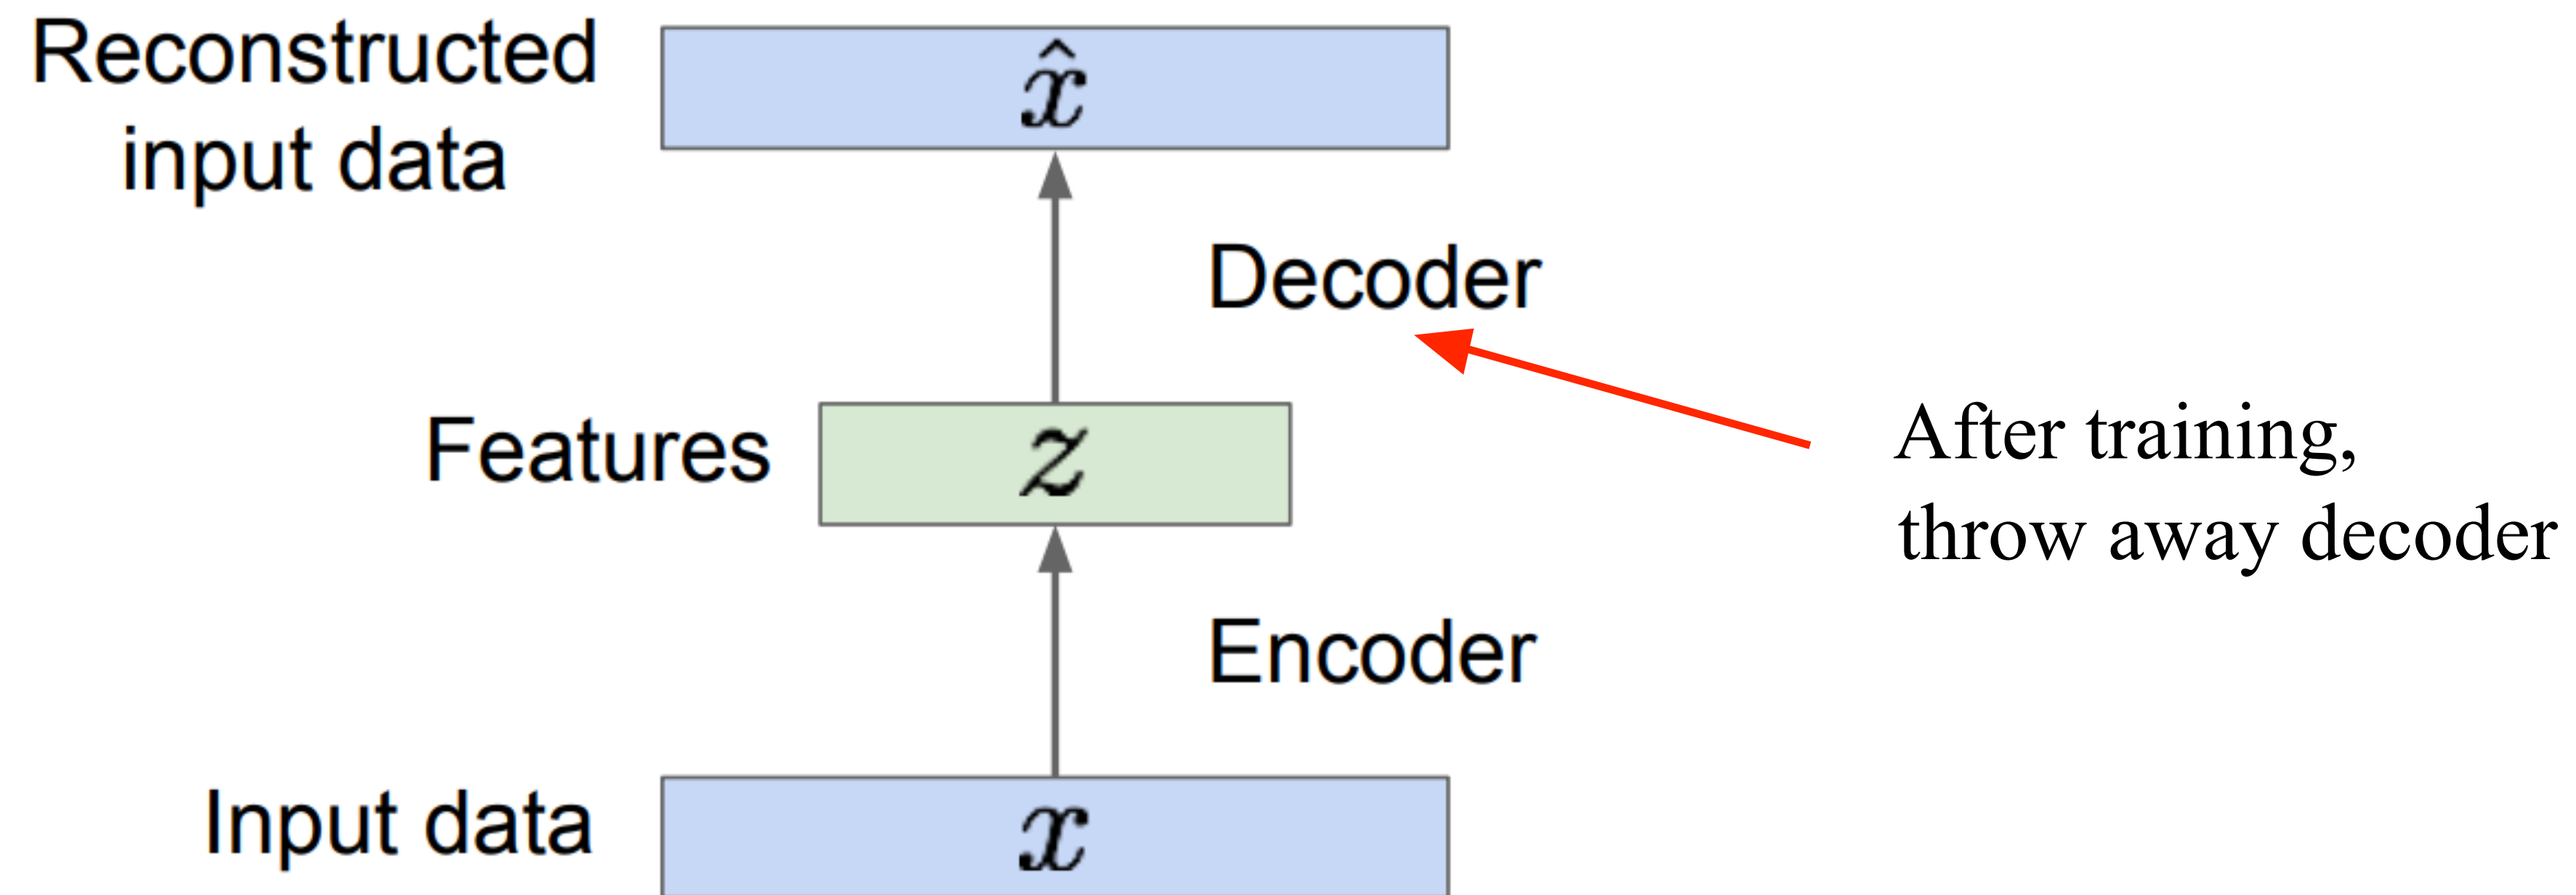 Reconstructed
input data
x̂
Decoder
Features
z
After training,
throw away decoder
Encoder
Input data
x